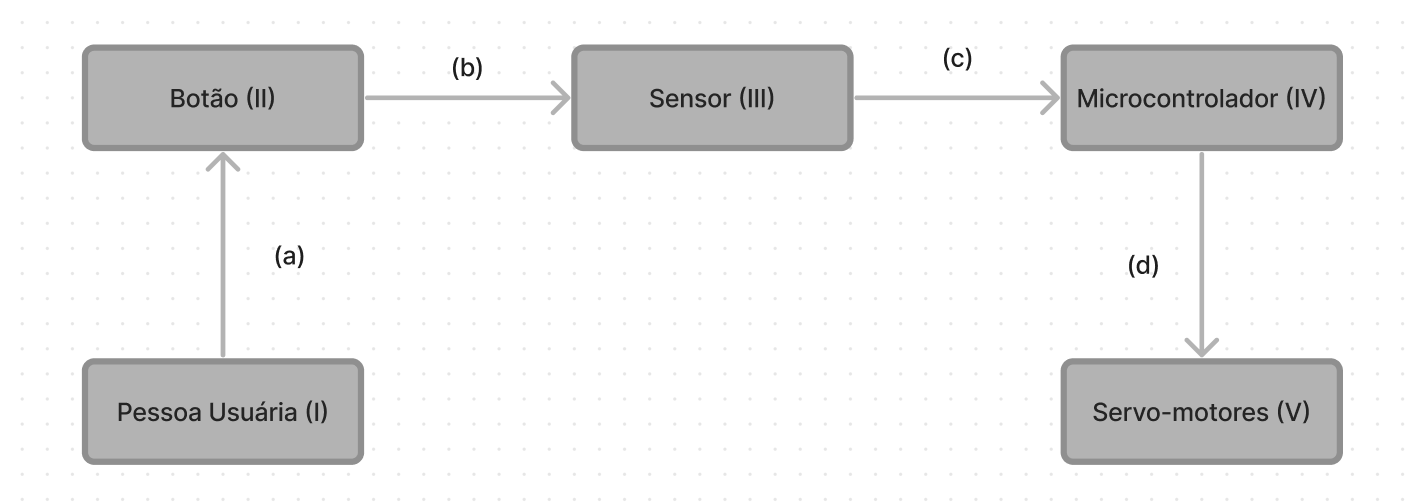 (b)
(c)
Botão (II)
Sensor (III)
Microcontrolador (IV)
(a)
(d)
Pessoa Usuária (I)
Servo-motores (V)